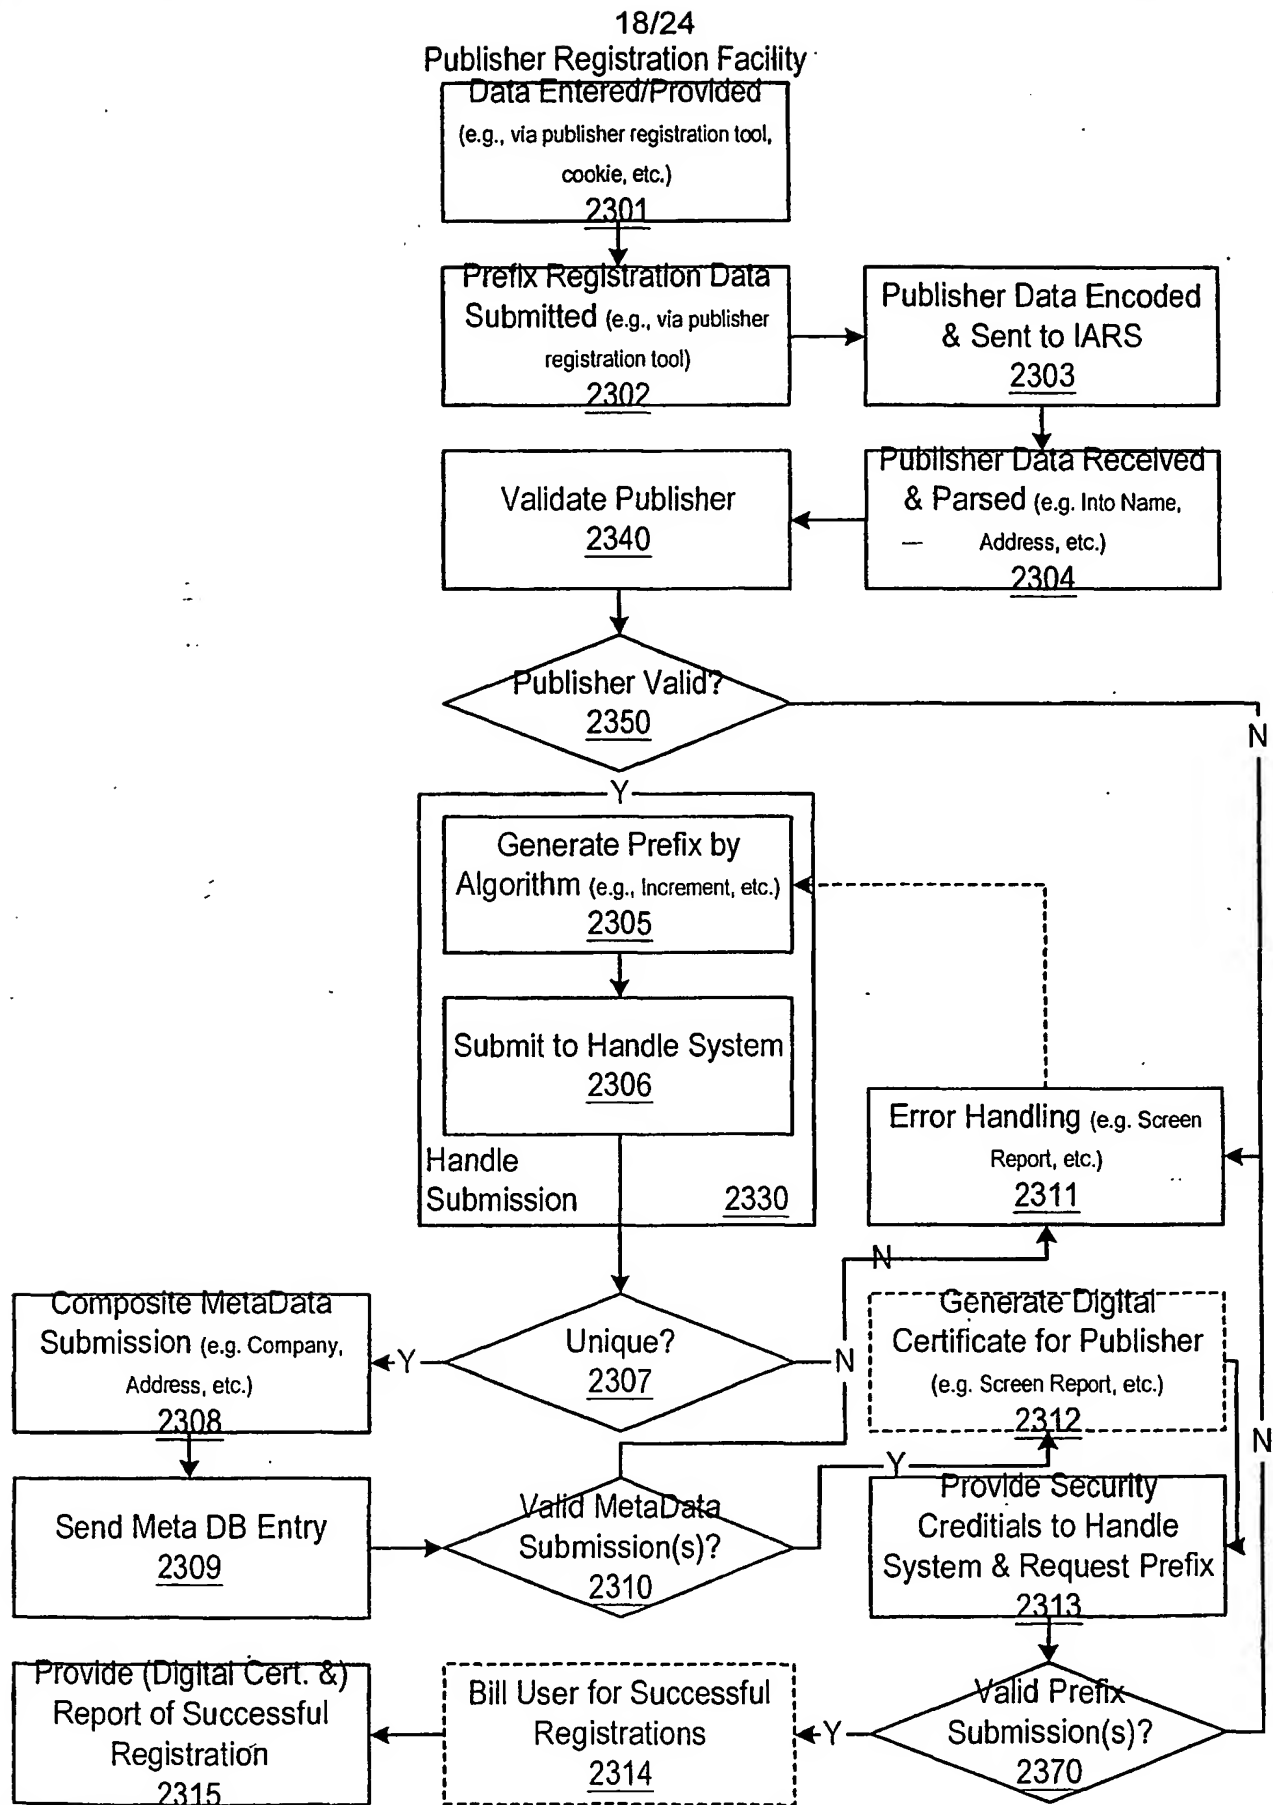 18/24
Publisher Registration Facility
Data Entered/Provided
(e.g., via publisher registration tool,
cookie, etc.)
2301
Prefix Registration Data
Submitted (e.g., via publisher
registration tool)
2302
Publisher Data Encoded
& Sent to IARS
2303
Publisher Data Received
& Parsed (e.g. Into Name,
Address, etc.)
2304
Validate Publisher
2340
Publisher Valid?
2350
N
Y
Generate Prefix by
Algorithm (e.g., Increment, etc.)
2305
Submit to Handle System
2306
Handle
Submission 2330
Error Handling (e.g. Screen
Report, etc.)
2311
N
Unique?
2307
Y
N
Composite MetaData
Submission (e.g. Company,
Address, etc.)
2308
Generate Digital
Certificate for Publisher
(e.g. Screen Report, etc.)
2312
N
Send Meta DB Entry
2309
Valid MetaData
Submission(s)?
2310
Y
Provide Security
Creditials to Handle
System & Request Prefix
2313
Valid Prefix
Submission(s)?
2370
Y
Bill User for Successful
Registrations
2314
Provide (Digital Cert. &)
Report of Successful
Registration
2315